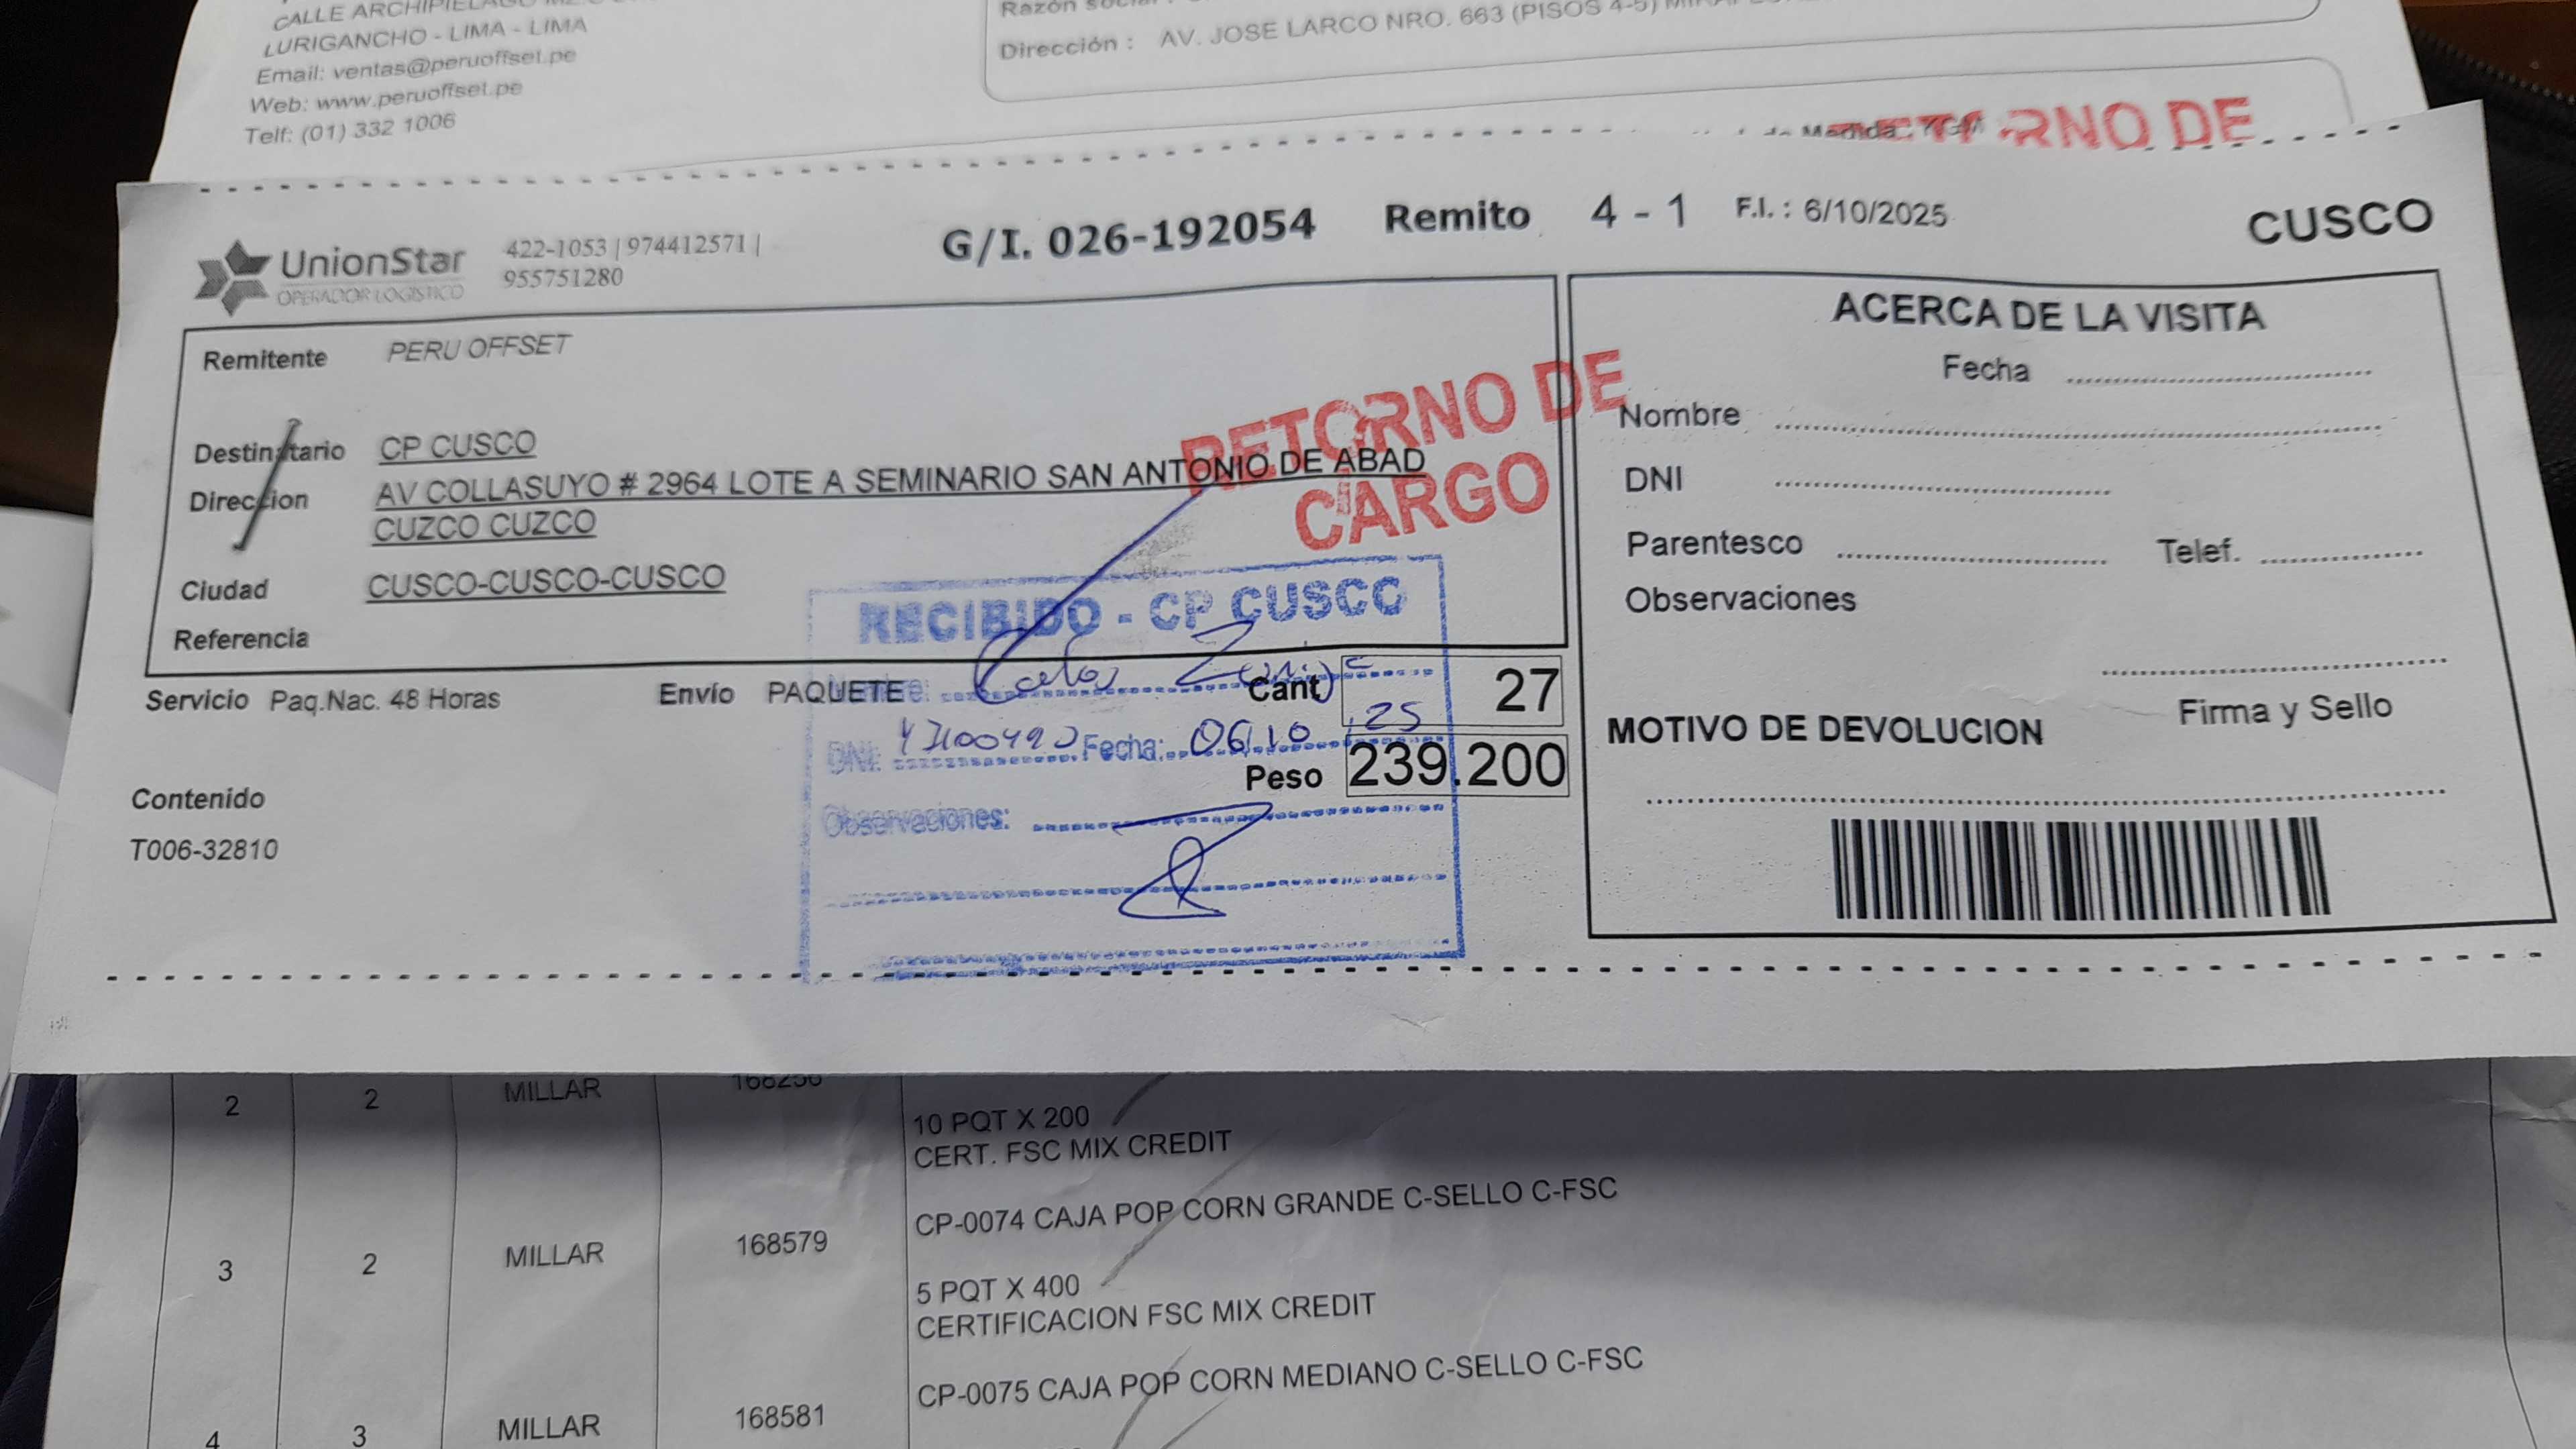 CALLE ARCHIPIELAGO
LURIGANCHO - LIMA - LIMA
Email: ventas@peruoffset.pe
Web: www.peruoffset.pe
Telf: (01) 332 1006
Razón social :
Dirección : AV. JOSE LARCO NRO. 663 (PISOS 4-5)
RETORNO DE
UnionStar
OPERADOR LOGISTICO
422-1053 | 974412571 |
955751280
G/I. 026-192054 Remito 4 - 1 F.I. : 6/10/2025
CUSCO
Remitente PERU OFFSET
Destinatario CP CUSCO
Direccion AV COLLASUYO # 2964 LOTE A SEMINARIO SAN ANTONIO DE ABAD
CUZCO CUZCO
Ciudad CUSCO-CUSCO-CUSCO
Referencia
RETORNO DE
CARGO
Servicio Paq.Nac. 48 Horas
Envío PAQUETE
Cant 27
Peso 239.200
Contenido
T006-32810
RECIBIDO - CP CUSCO
DNI: Fecha: 06 10 25
Observaciones:
ACERCA DE LA VISITA
Fecha
Nombre
DNI
Parentesco Telef.
Observaciones
Firma y Sello
MOTIVO DE DEVOLUCION
2 2 MILLAR 168256
10 PQT X 200
CERT. FSC MIX CREDIT
CP-0074 CAJA POP CORN GRANDE C-SELLO C-FSC
3 2 MILLAR 168579
5 PQT X 400
CERTIFICACION FSC MIX CREDIT
CP-0075 CAJA POP CORN MEDIANO C-SELLO C-FSC
4 3 MILLAR 168581